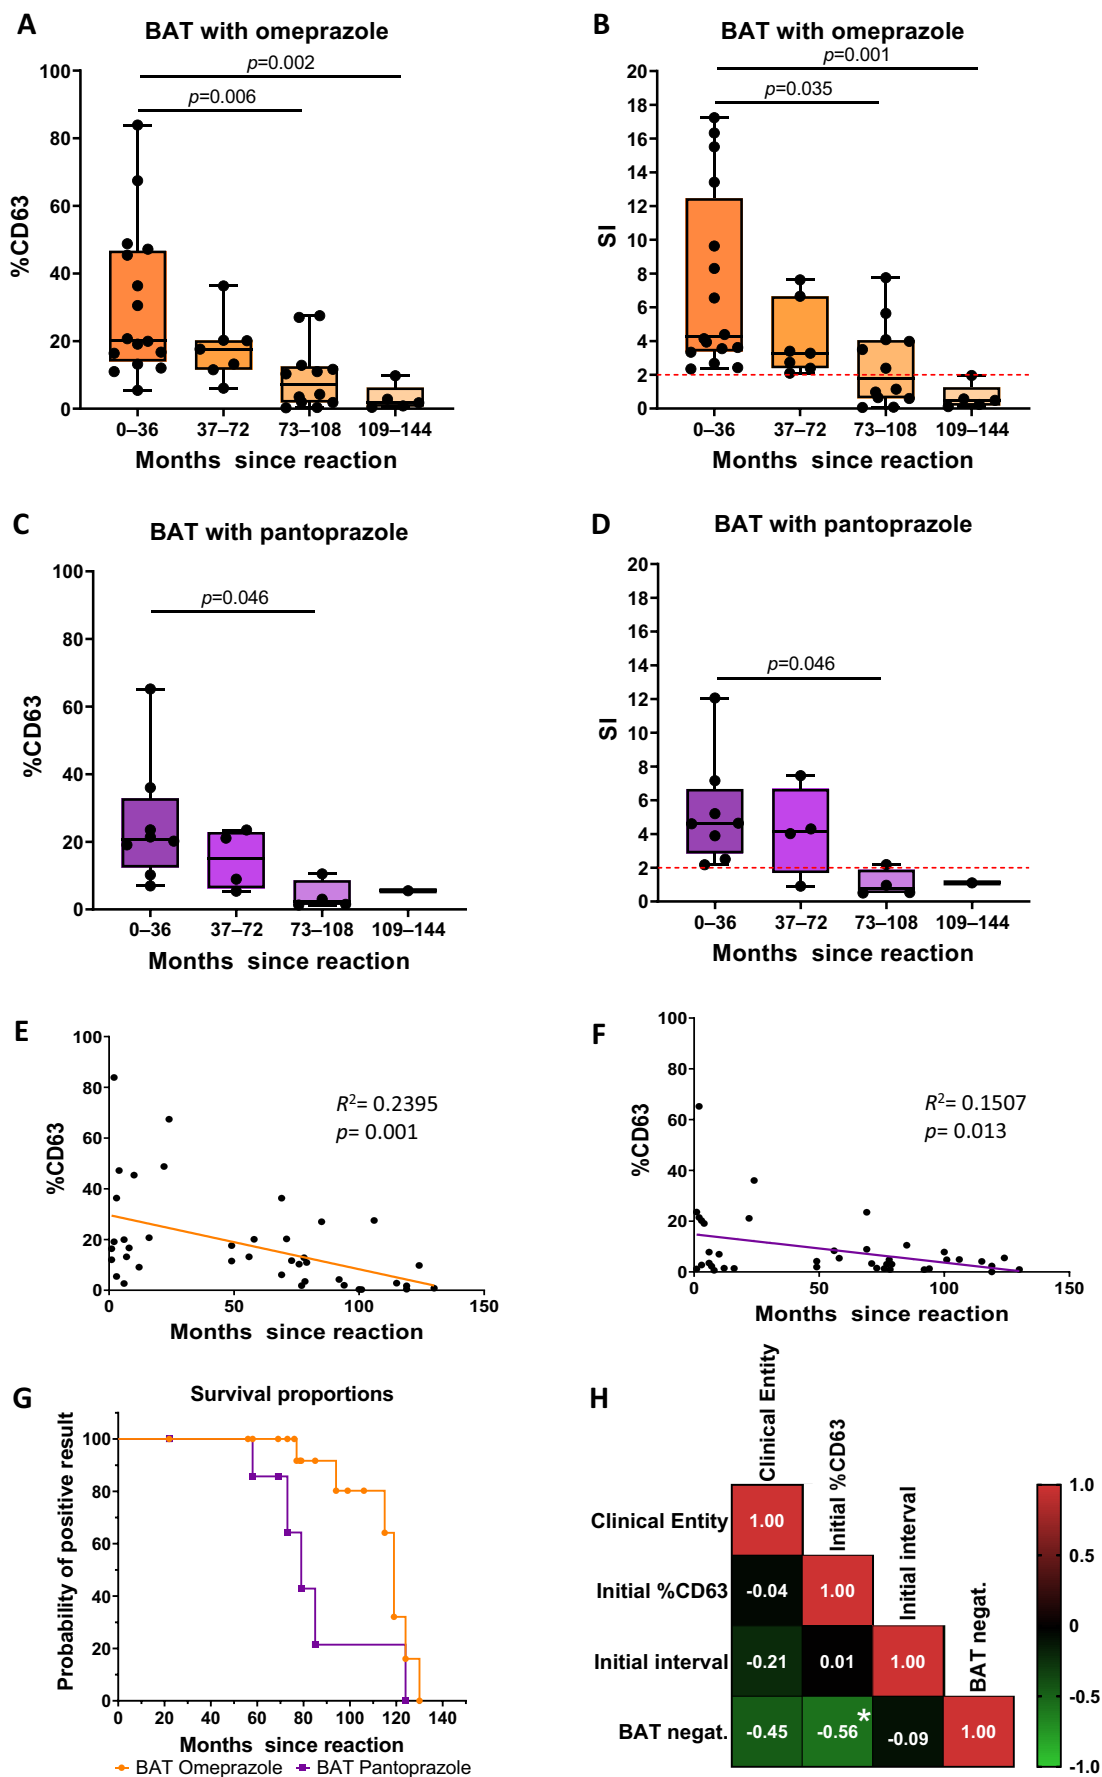 A
BAT with omeprazole
p=0.002
p=0.006
100
80
60
40
20
0
%CD63
0–36 37–72 73–108 109–144
Months since reaction
B
BAT with omeprazole
p=0.001
p=0.035
20
18
16
14
12
10
8
6
4
2
0
SI
0–36 37–72 73–108 109–144
Months since reaction
C
BAT with pantoprazole
p=0.046
100
80
60
40
20
0
%CD63
0–36 37–72 73–108 109–144
Months since reaction
D
BAT with pantoprazole
p=0.046
20
18
16
14
12
10
8
6
4
2
0
SI
0–36 37–72 73–108 109–144
Months since reaction
E
100
80
60
40
20
0
%CD63
R²= 0.2395
p= 0.001
0 50 100 150
Months since reaction
F
100
80
60
40
20
0
%CD63
R²= 0.1507
p= 0.013
0 50 100 150
Months since reaction
G
Survival proportions
Probability of positive result
100
80
60
40
20
0
0 20 40 60 80 100 120 140
Months since reaction
BAT Omeprazole BAT Pantoprazole
H
Clinical Entity
Initial %CD63
Initial interval
BAT negat.
Clinical Entity 1.00
Initial %CD63 -0.04 1.00
Initial interval -0.21 0.01 1.00
BAT negat. -0.45 -0.56* -0.09 1.00
1.0
0.5
0
-0.5
-1.0